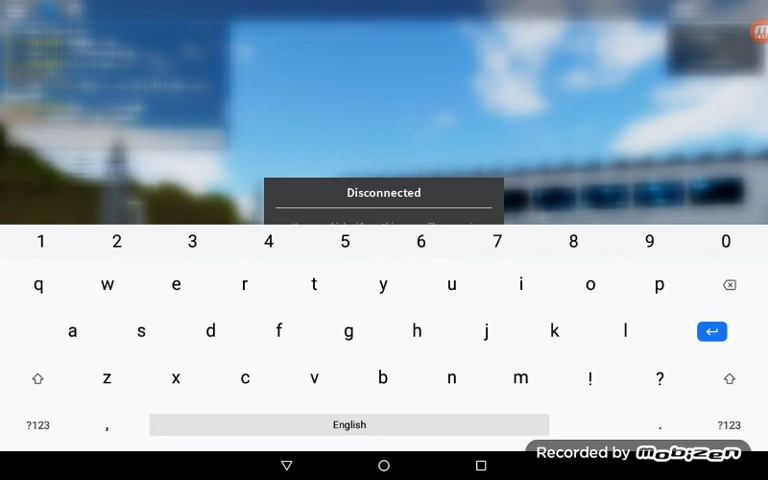 Disconnected
1 2 3 4 5 6 7 8 9 0
q w e r t y u i o p
a s d f g h j k l
z x c v b n m ! ?
?123 , English . ?123
Recorded by mobizen